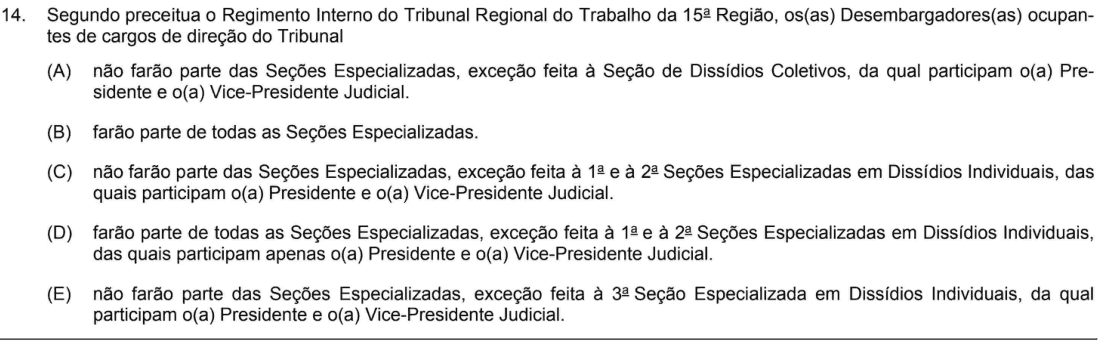 14. Segundo preceitua o Regimento Interno do Tribunal Regional do Trabalho da 15ª Região, os(as) Desembargadores(as) ocupan-
tes de cargos de direção do Tribunal
(A) não farão parte das Seções Especializadas, exceção feita à Seção de Dissídios Coletivos, da qual participam o(a) Pre-
sidente e o(a) Vice-Presidente Judicial.
(B) farão parte de todas as Seções Especializadas.
(C) não farão parte das Seções Especializadas, exceção feita à 1ª e à 2ª Seções Especializadas em Dissídios Individuais, das
quais participam o(a) Presidente e o(a) Vice-Presidente Judicial.
(D) farão parte de todas as Seções Especializadas, exceção feita à 1ª e à 2ª Seções Especializadas em Dissídios Individuais,
das quais participam apenas o(a) Presidente e o(a) Vice-Presidente Judicial.
(E) não farão parte das Seções Especializadas, exceção feita à 3ª Seção Especializada em Dissídios Individuais, da qual
participam o(a) Presidente e o(a) Vice-Presidente Judicial.